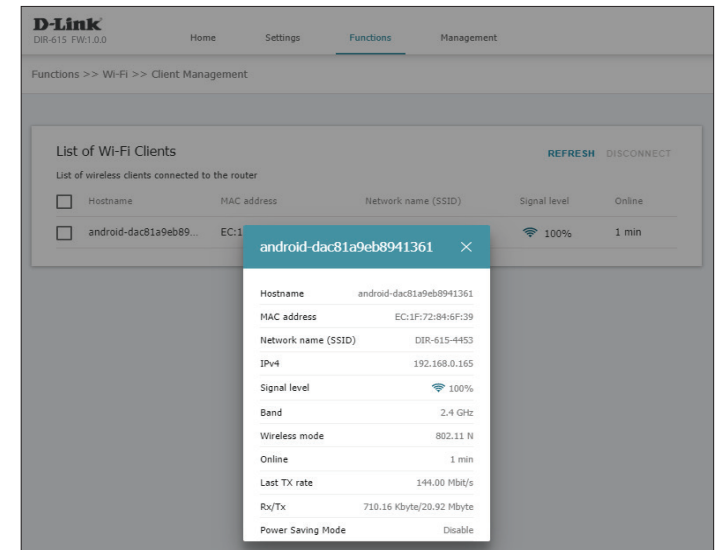 D-Link
DIR-615 FW:1.0.0 Home Settings Functions Management
Functions >> Wi-Fi >> Client Management
List of Wi-Fi Clients REFRESH DISCONNECT
List of wireless clients connected to the router
Hostname MAC address Network name (SSID) Signal level Online
android-dac81a9eb89... EC:1 100% 1 min
android-dac81a9eb8941361
Hostname android-dac81a9eb8941361
MAC address EC:1F:72:84:6F:39
Network name (SSID) DIR-615-4453
IPv4 192.168.0.165
Signal level 100%
Band 2.4 GHz
Wireless mode 802.11 N
Online 1 min
Last TX rate 144.00 Mbit/s
Rx/Tx 710.16 Kbyte/20.92 Mbyte
Power Saving Mode Disable